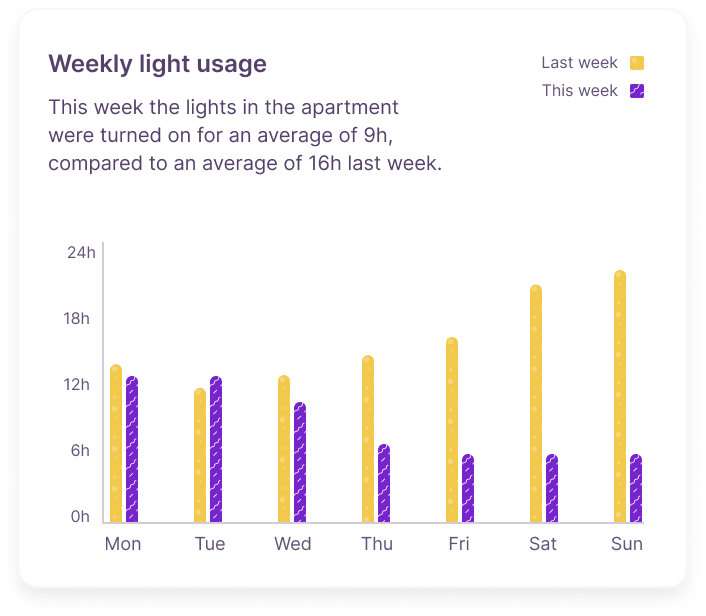 Weekly light usage
Last week
This week
This week the lights in the apartment
were turned on for an average of 9h,
compared to an average of 16h last week.
24h
18h
12h
6h
0h
Mon Tue Wed Thu Fri Sat Sun